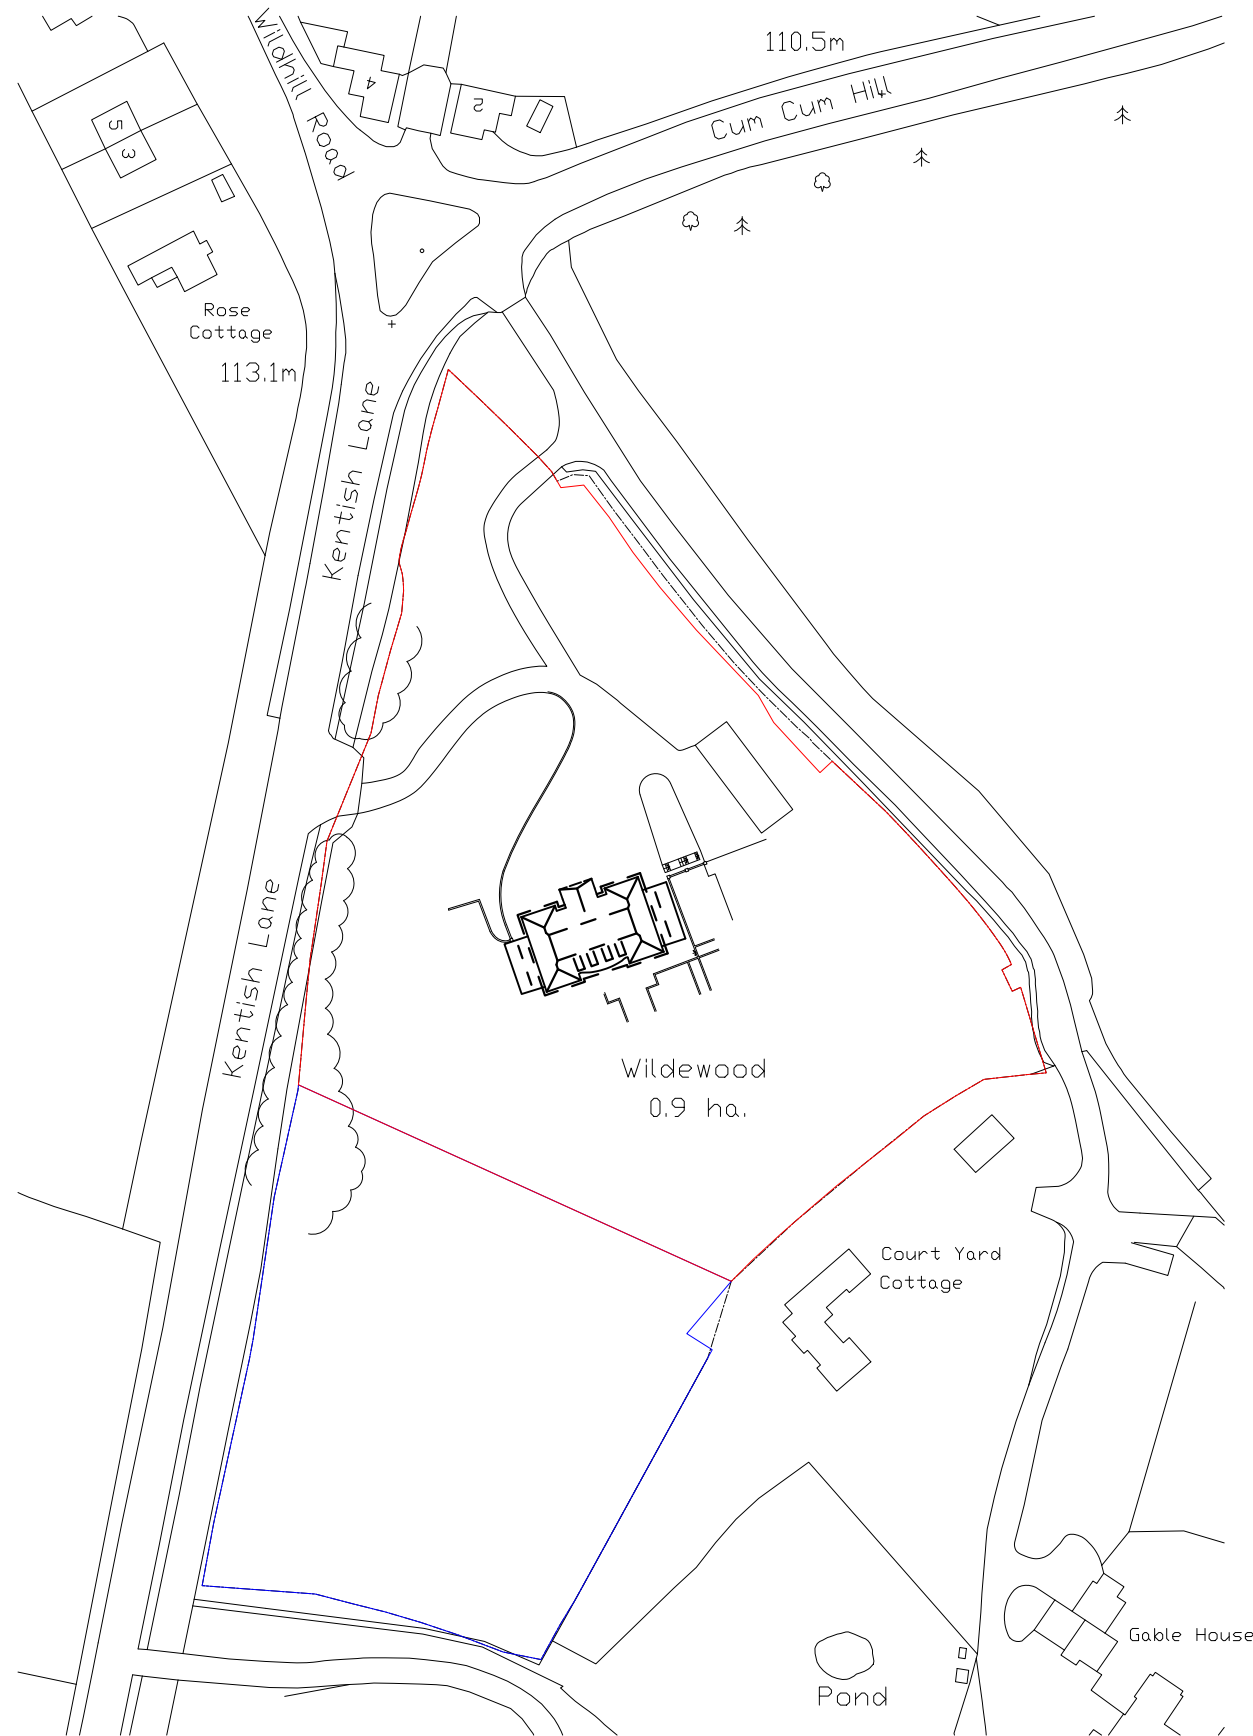 110.5m
Wildhill Road
4
2
Cum Cum Hill
5
3
Rose
Cottage
113.1m
Kentish Lane
Kentish Lane
Wildewood
0.9 ha.
Court Yard
Cottage
Gable House
Pond